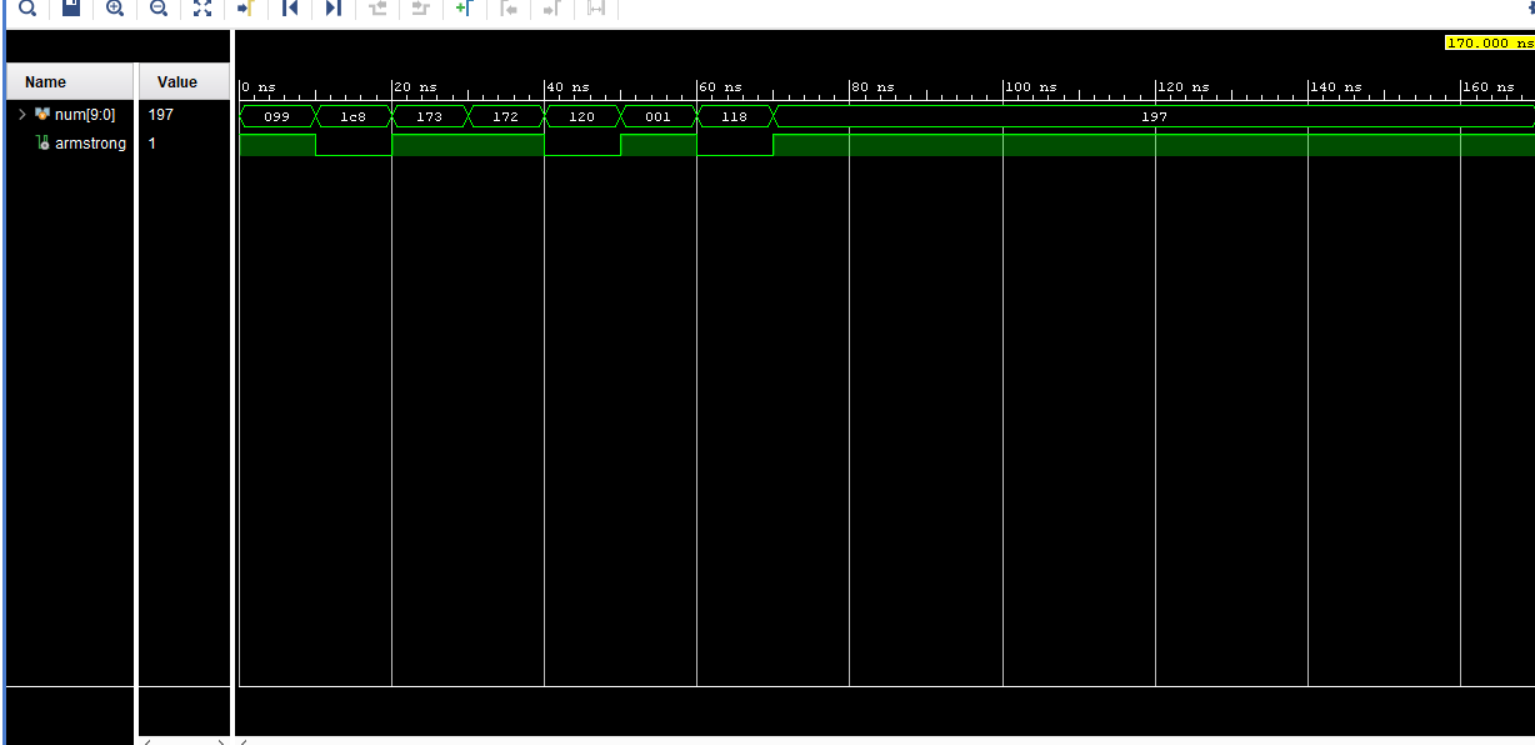 170.000 ns
Name Value
0 ns 20 ns 40 ns 60 ns 80 ns 100 ns 120 ns 140 ns 160 ns
num[9:0] 197 099 1c8 173 172 120 001 118 197
armstrong 1